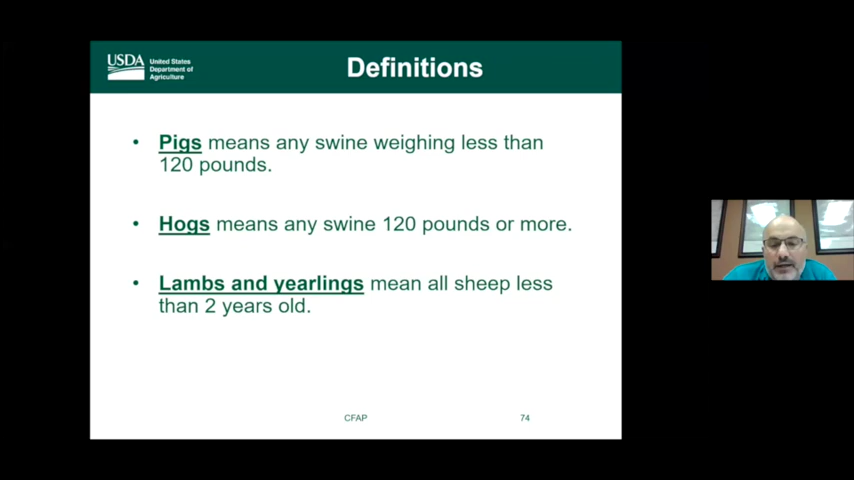 USDA
United States
Department of
Agriculture
Definitions
• Pigs means any swine weighing less than
120 pounds.
• Hogs means any swine 120 pounds or more.
• Lambs and yearlings mean all sheep less
than 2 years old.
CFAP 74